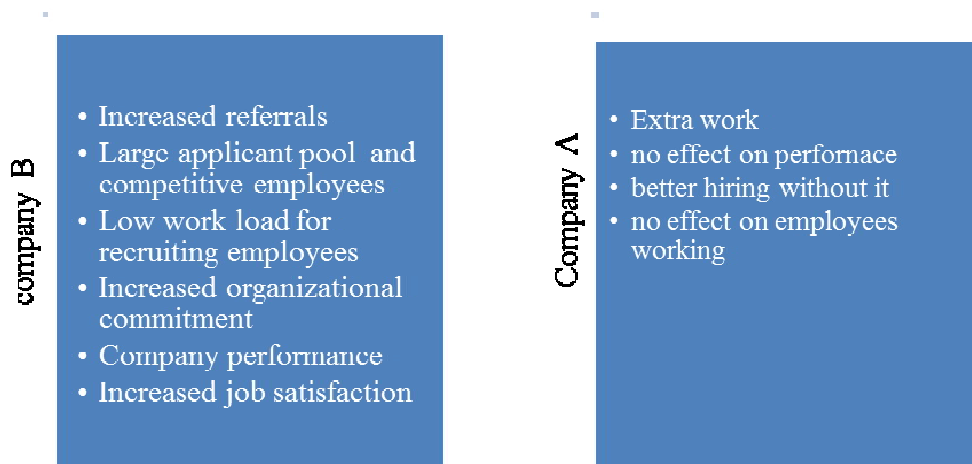 company B
• Increased referrals
• Large applicant pool and
competitive employees
• Low work load for
recruiting employees
• Increased organizational
commitment
• Company performance
• Increased job satisfaction
Company A
• Extra work
• no effect on perfornace
• better hiring without it
• no effect on employees
working